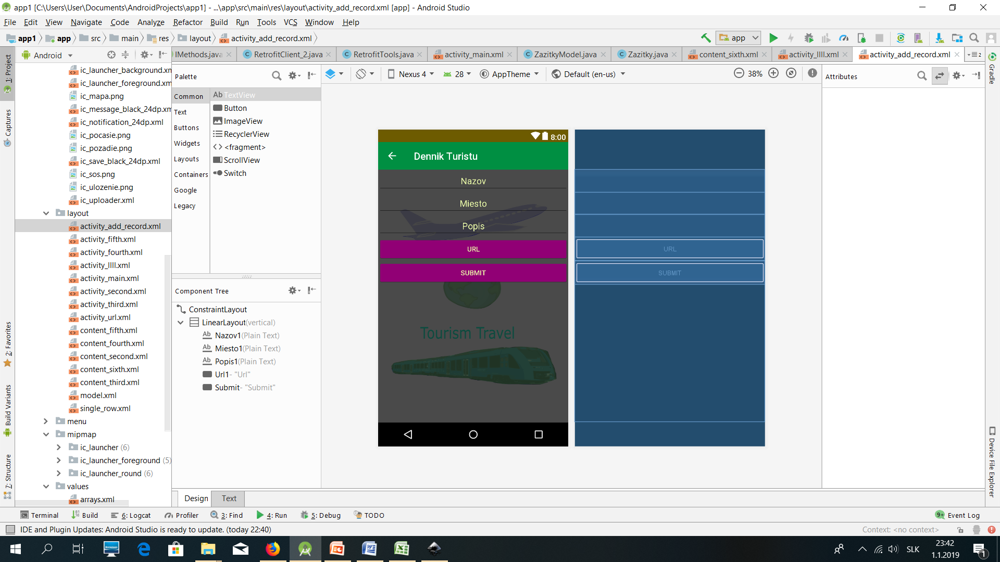 app1 [C:\Users\User\Documents\AndroidProjects\app1] - ...\app\src\main\res\layout\activity_add_record.xml [app] - Android Studio
File Edit View Navigate Code Analyze Refactor Build Run Tools VCS Window Help
app1 app src main res layout activity_add_record.xml app
Android IMethods.java RetrofitClient_2.java RetrofitTools.java activity_main.xml ZazitkyModel.java Zazitky.java content_sixth.xml activity_IIII.xml activity_add_record.xml 2
1: Project
Captures
2: Favorites
Build Variants
7: Structure
ic_launcher_background.xm
ic_launcher_foreground.xm
ic_mapa.png
ic_message_black_24dp.xm
ic_notification_24dp.xml
ic_pocasie.png
ic_pozadie.png
ic_save_black_24dp.xml
ic_sos.png
ic_ulozenie.png
ic_uploader.xml
layout
activity_add_record.xml
activity_fifth.xml
activity_fourth.xml
activity_IIII.xml
activity_main.xml
activity_second.xml
activity_third.xml
activity_url.xml
content_fifth.xml
content_fourth.xml
content_second.xml
content_sixth.xml
content_third.xml
model.xml
single_row.xml
menu
mipmap
ic_launcher (6)
ic_launcher_foreground (5)
ic_launcher_round (6)
values
arrays.xml
Palette
Common
Text
Buttons
Widgets
Layouts
Containers
Google
Legacy
Ab TextView
Button
ImageView
RecyclerView
<fragment>
ScrollView
Switch
Component Tree
ConstraintLayout
LinearLayout(vertical)
Ab Nazov1(Plain Text)
Ab Miesto1(Plain Text)
Ab Popis1(Plain Text)
Url1- "Url"
Submit- "Submit"
Nexus 4 28 AppTheme Default (en-us) 38%
8:00
Dennik Turistu
Nazov
Miesto
Popis
URL
SUBMIT
Tourism Travel
URL
SUBMIT
Attributes
Gradle
Device File Explorer
Design Text
Terminal Build 6: Logcat Profiler 3: Find 4: Run 5: Debug TODO 9+ Event Log
IDE and Plugin Updates: Android Studio is ready to update. (today 22:40) Context: <no context>
SLK
23:42
1.1.2019
1